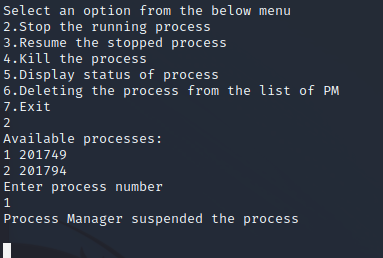 Select an option from the below menu
2.Stop the running process
3.Resume the stopped process
4.Kill the process
5.Display status of process
6.Deleting the process from the list of PM
7.Exit
2
Available processes:
1 201749
2 201794
Enter process number
1
Process Manager suspended the process